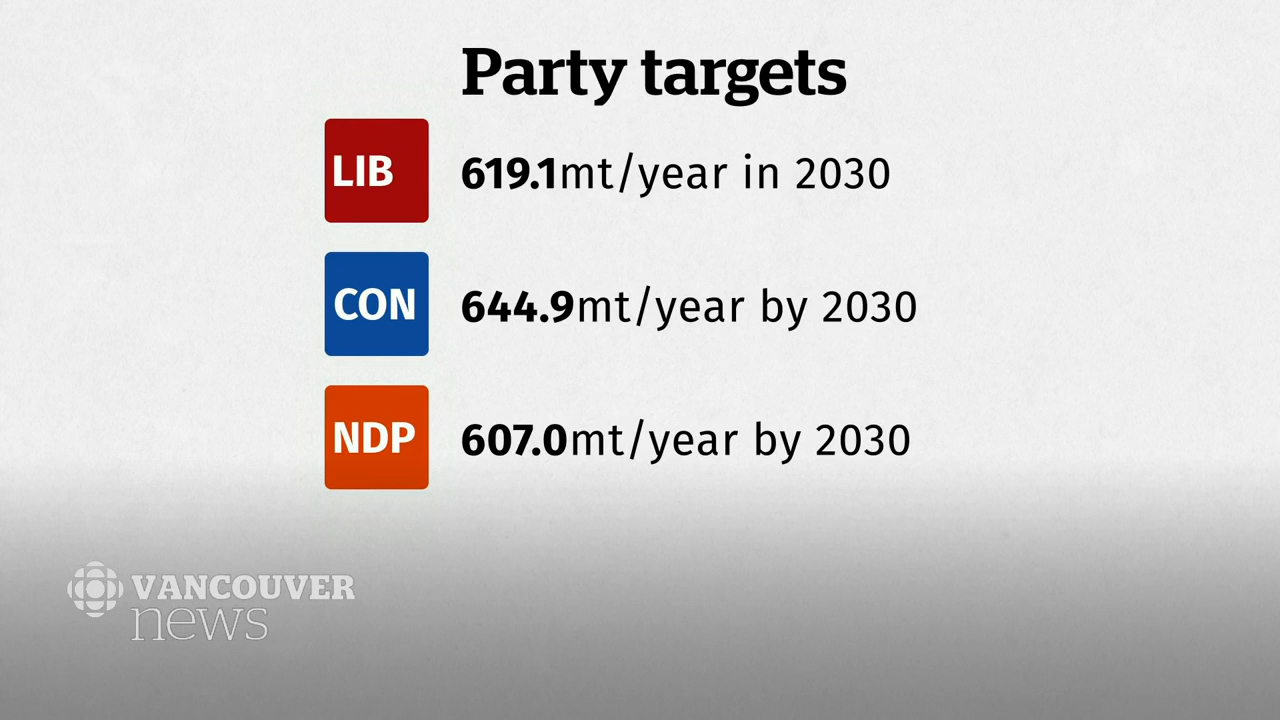 Party targets
LIB 619.1mt/year in 2030
CON 644.9mt/year by 2030
NDP 607.0mt/year by 2030
VANCOUVER
news